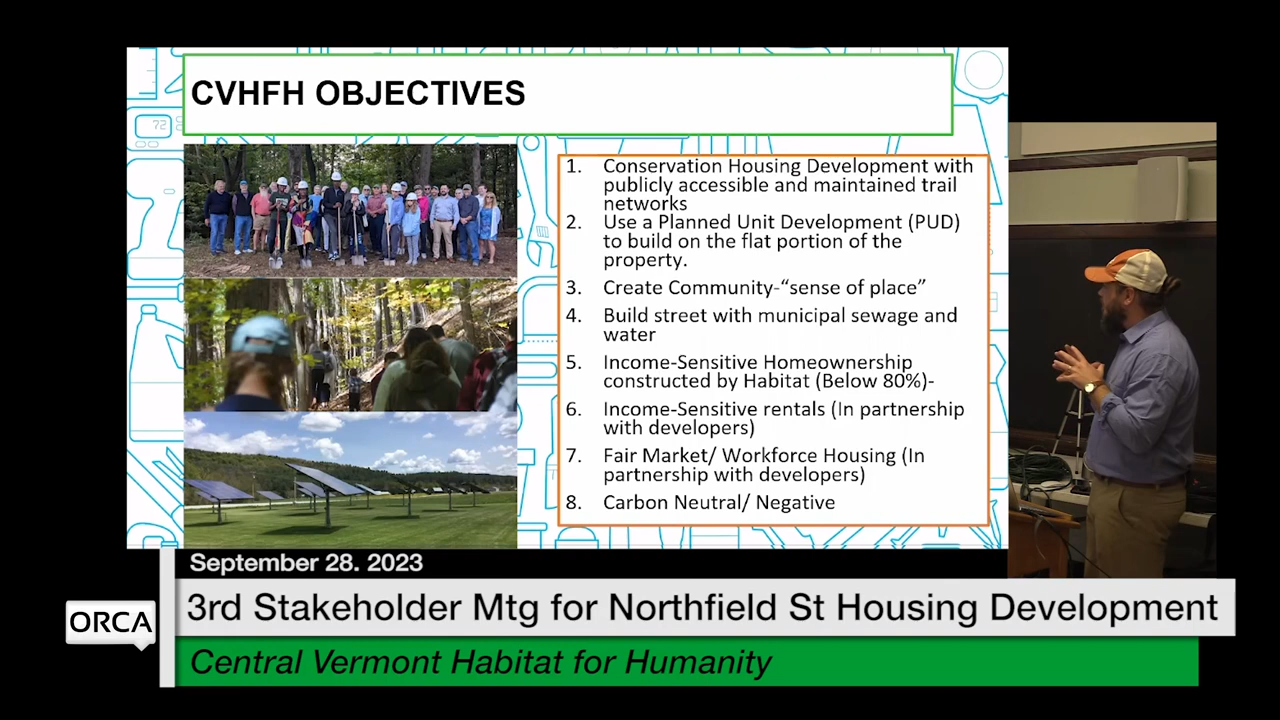 CVHFH OBJECTIVES
72
1. Conservation Housing Development with
publicly accessible and maintained trail
networks
2. Use a Planned Unit Development (PUD)
to build on the flat portion of the
property.
3. Create Community-“sense of place”
4. Build street with municipal sewage and
water
5. Income-Sensitive Homeownership
constructed by Habitat (Below 80%)-
6. Income-Sensitive rentals (In partnership
with developers)
7. Fair Market/ Workforce Housing (In
partnership with developers)
8. Carbon Neutral/ Negative
September 28. 2023
ORCA
3rd Stakeholder Mtg for Northfield St Housing Development
Central Vermont Habitat for Humanity